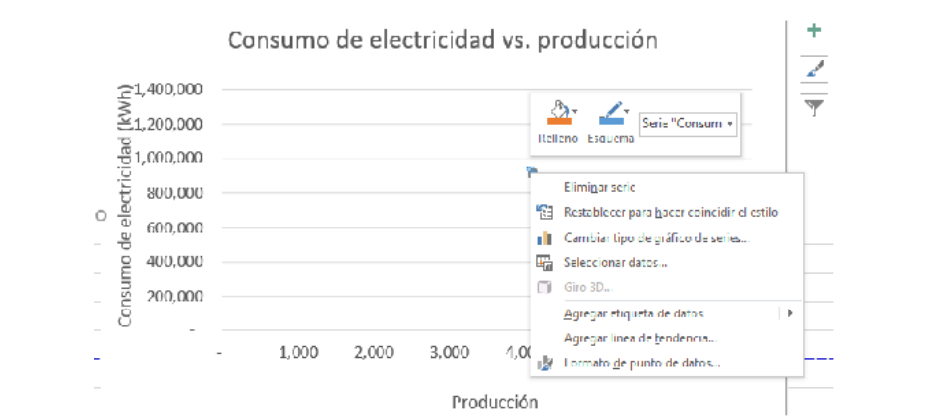 Consumo de electricidad vs. producción
Consumo de electricidad (kWh)
1,400,000
1,200,000
1,000,000
800,000
600,000
400,000
200,000
-
-
1,000
2,000
3,000
4,00
Producción
Relleno
Esquema
Serie "Consum
Eliminar serie
Restablecer para hacer coincidir el estilo
Cambiar tipo de gráfico de series...
Seleccionar datos...
Giro 3D...
Agregar etiqueta de datos
Agregar línea de tendencia...
Formato de punto de datos...